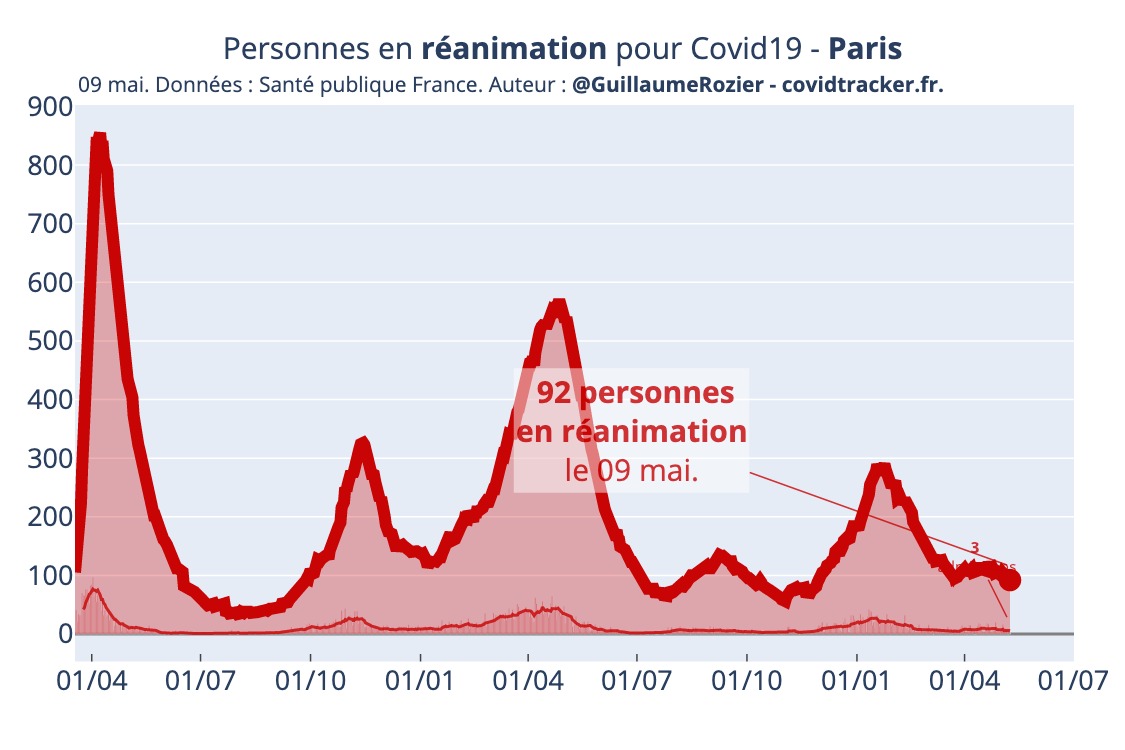 Personnes en réanimation pour Covid19 - Paris
09 mai. Données : Santé publique France. Auteur : @GuillaumeRozier - covidtracker.fr.
900
800
700
600
500
400
300
200
100
0
92 personnes
en réanimation
le 09 mai.
3
01/04 01/07 01/10 01/01 01/04 01/07 01/10 01/01 01/04 01/07